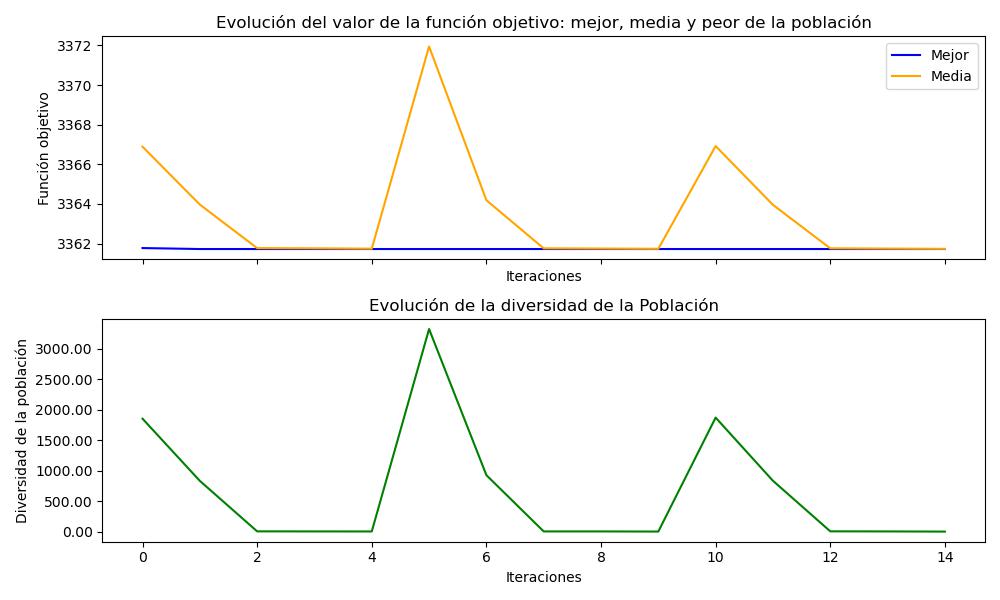 Evolución del valor de la función objetivo: mejor, media y peor de la población
3372
3370
3368
3366
3364
3362
Función objetivo
Mejor
Media
Iteraciones
Evolución de la diversidad de la Población
3000.00
2500.00
2000.00
1500.00
1000.00
500.00
0.00
Diversidad de la población
0 2 4 6 8 10 12 14
Iteraciones